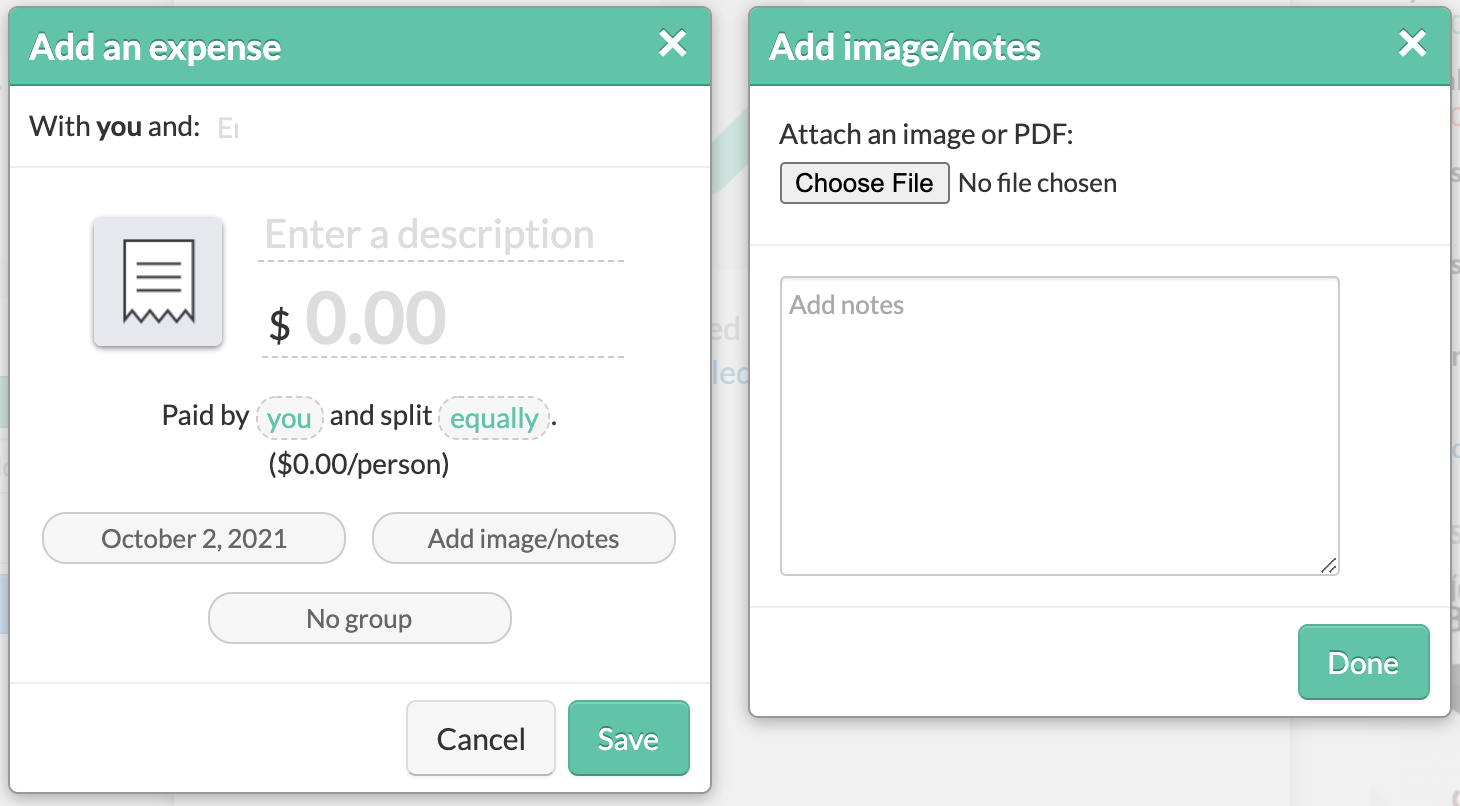 Add an expense
With you and:
Enter a description
$ 0.00
Paid by you and split equally.
($0.00/person)
October 2, 2021
Add image/notes
No group
Cancel
Save
Add image/notes
Attach an image or PDF:
Choose File No file chosen
Add notes
Done